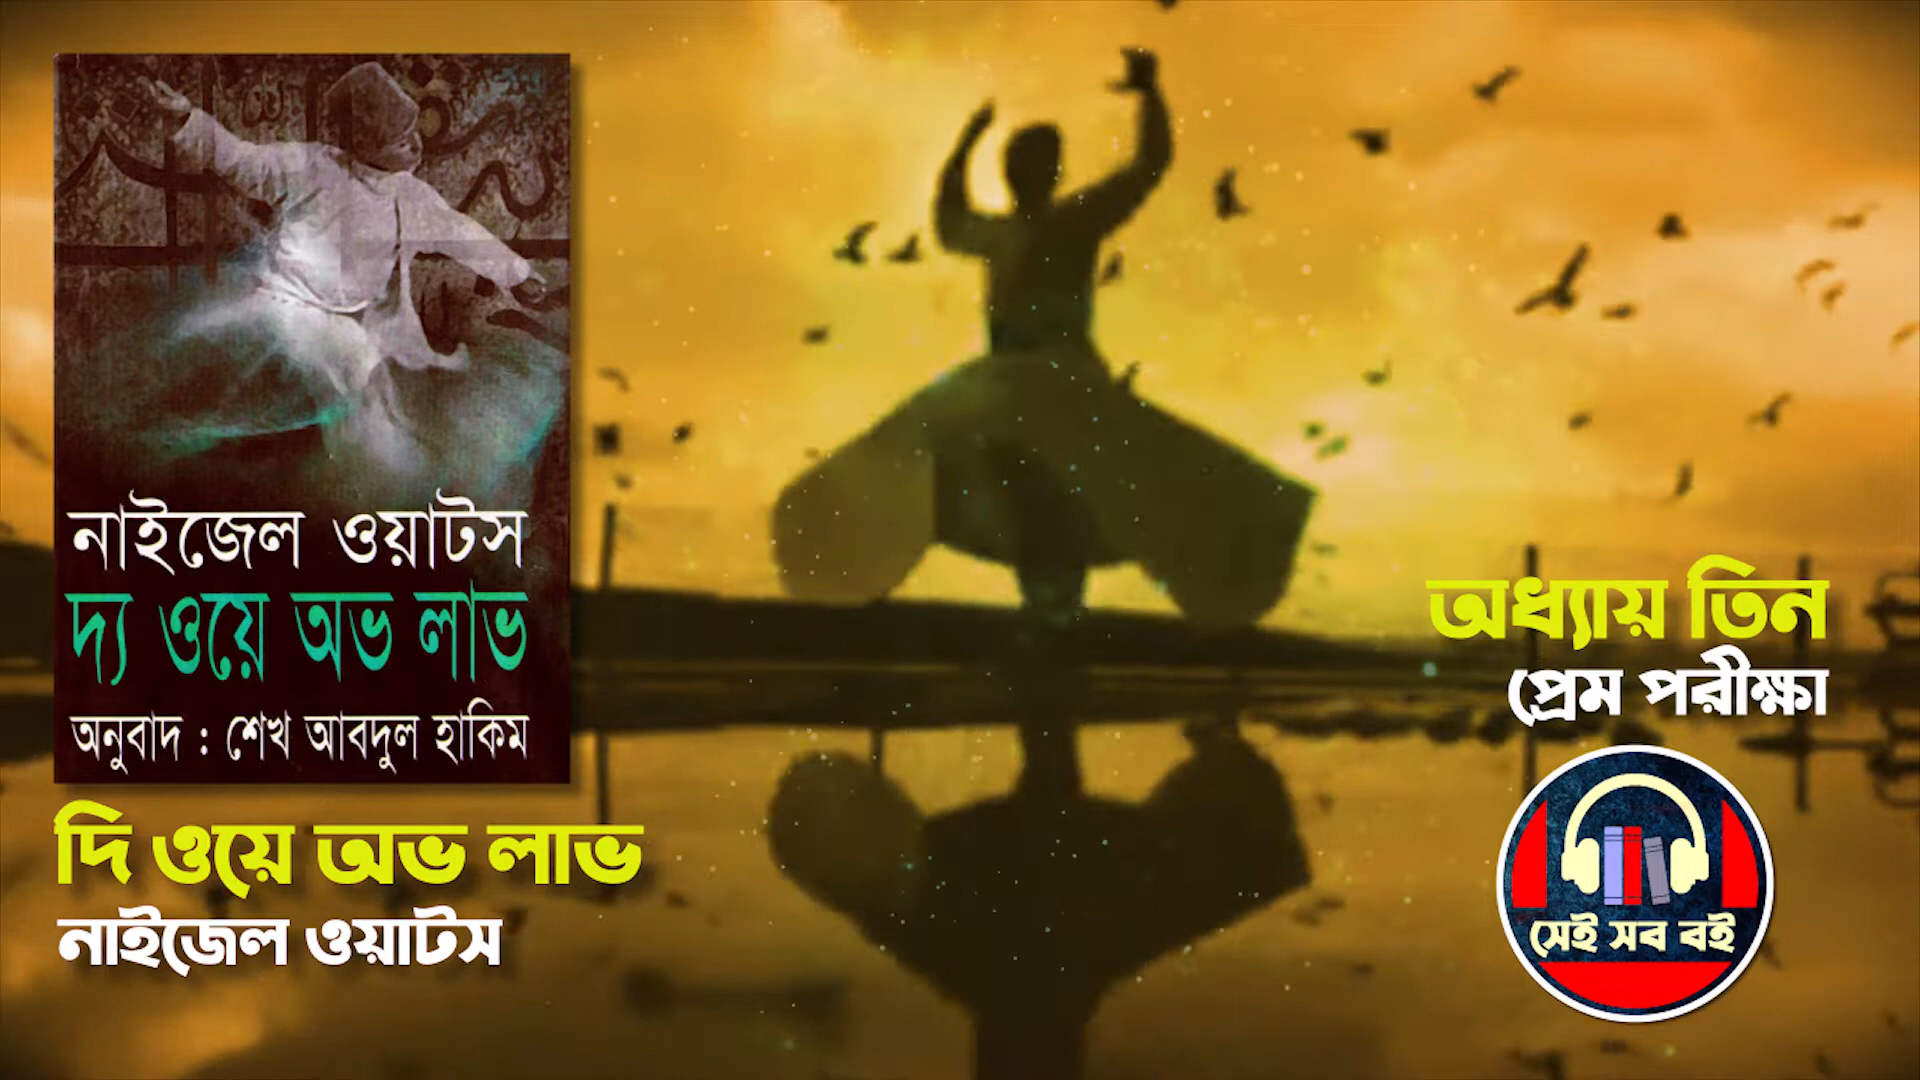 নাইজেল ওয়াটস
দ্য ওয়ে অভ লাভ
অনুবাদ : শেখ আবদুল হাকিম
দি ওয়ে অভ লাভ
নাইজেল ওয়াটস
অধ্যায় তিন
প্রেম পরীক্ষা
সেই সব বই